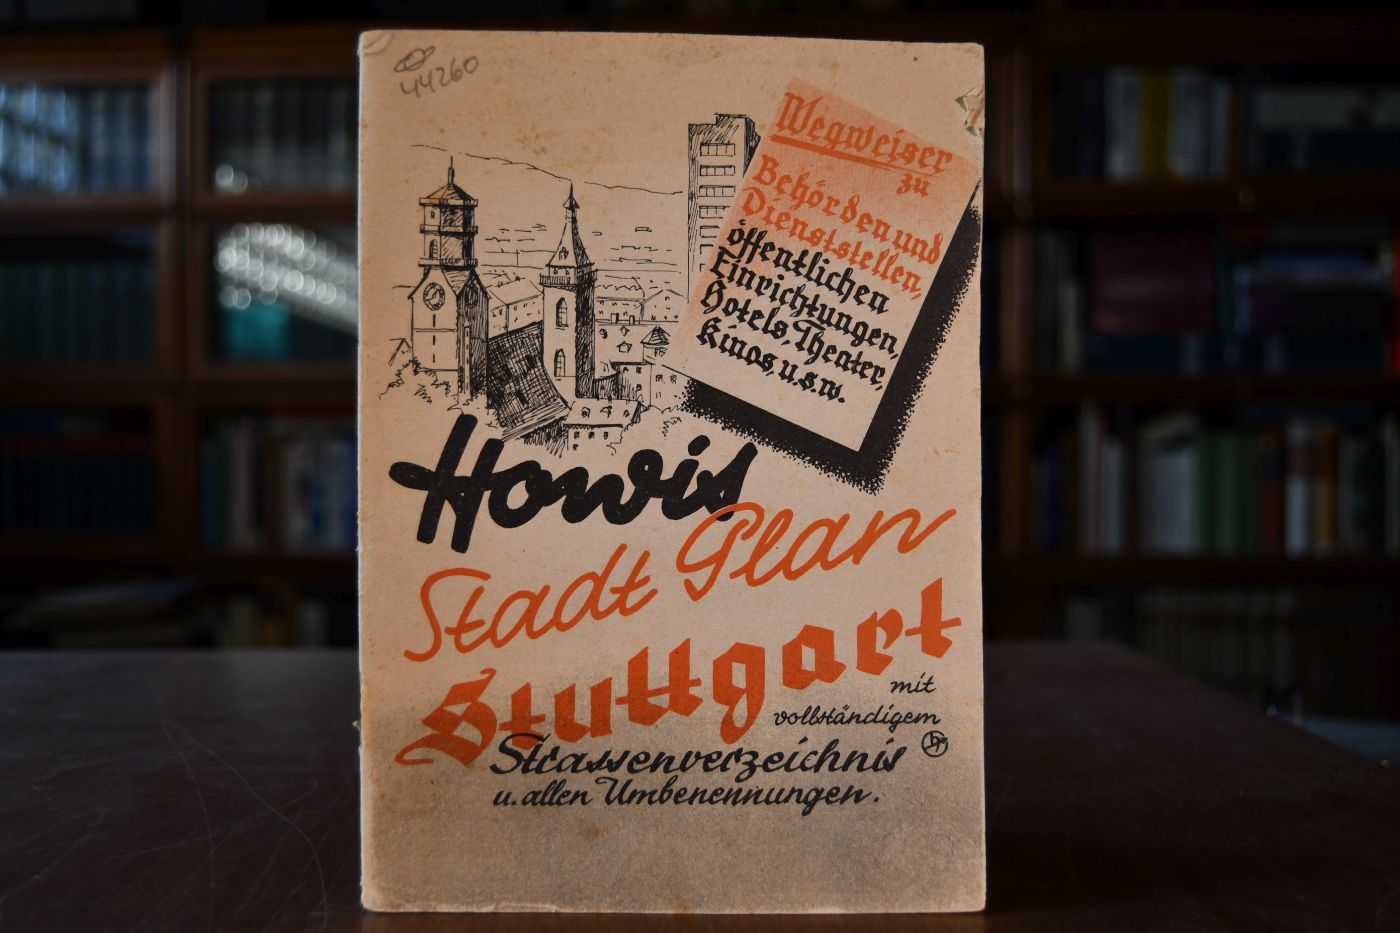 44260
Wegweiser
zu
Behörden und
Dienststellen,
öffentlichen
Einrichtungen,
Hotels, Theater,
Kinos, u.s.w.
Howis
Stadt Plan
Stuttgart
mit
vollständigem
Strassenverzeichnis
u. allen Umbenennungen.